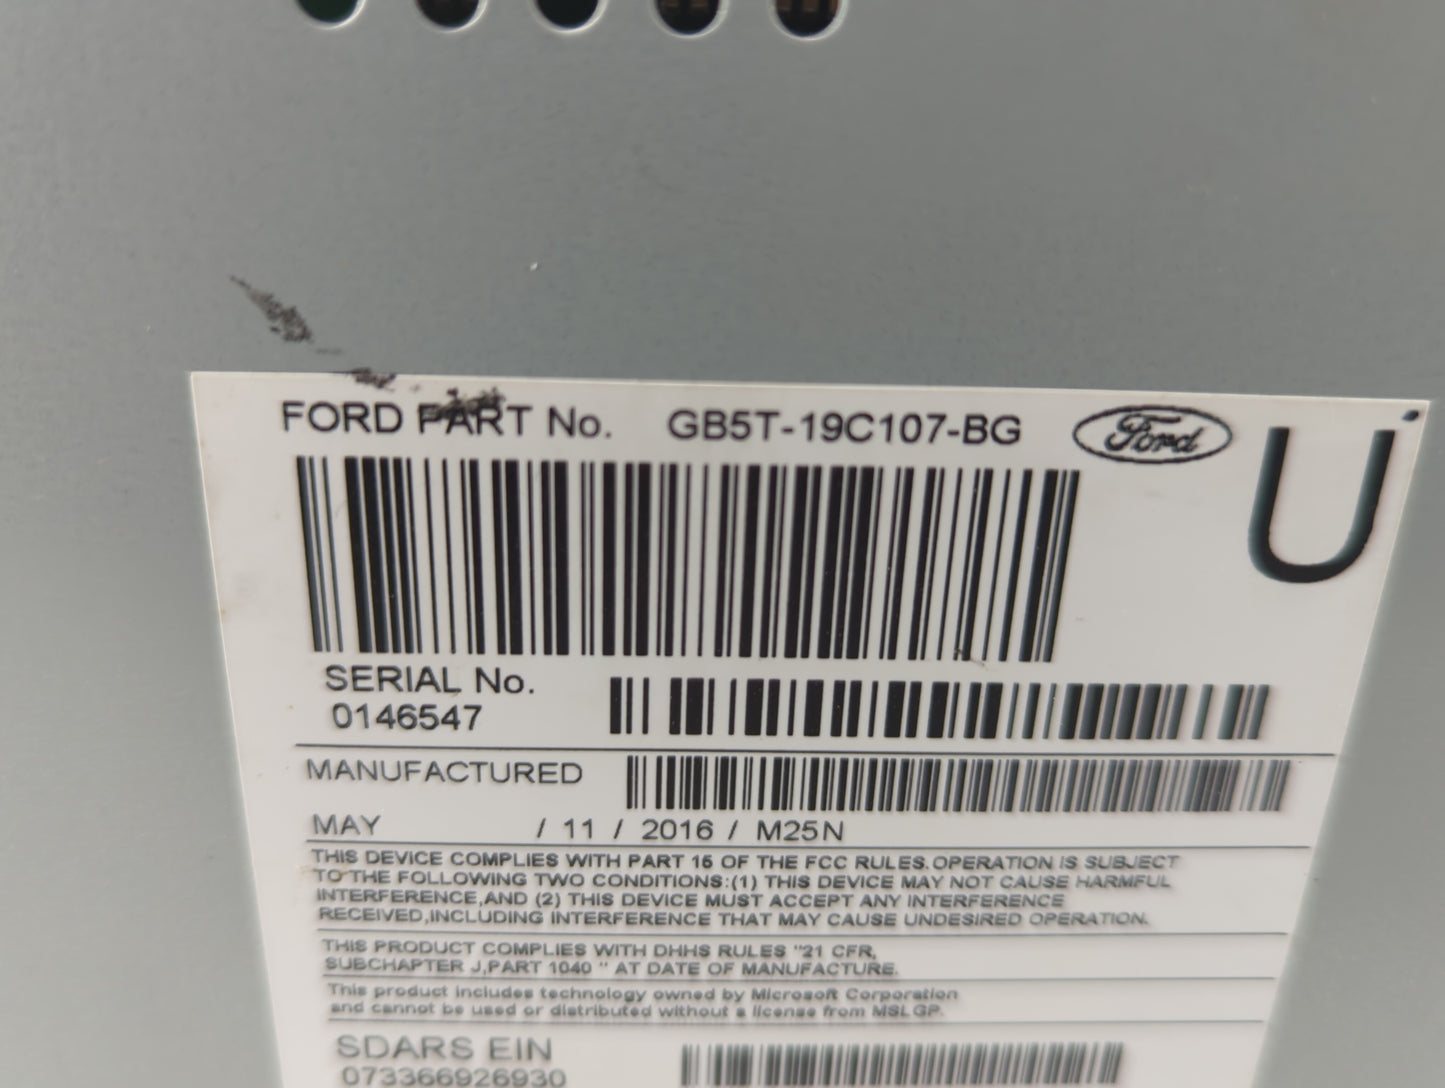 FORD PART No. GB5T-19C107-BG Ford
U
SERIAL No.
0146547
MANUFACTURED
MAY / 11 / 2016 / M25N
THIS DEVICE COMPLIES WITH PART 15 OF THE FCC RULES.OPERATION IS SUBJECT
TO THE FOLLOWING TWO CONDITIONS:(1) THIS DEVICE MAY NOT CAUSE HARMFUL
INTERFERENCE,AND (2) THIS DEVICE MUST ACCEPT ANY INTERFERENCE
RECEIVED,INCLUDING INTERFERENCE THAT MAY CAUSE UNDESIRED OPERATION.
THIS PRODUCT COMPLIES WITH DHHS RULES "21 CFR,
SUBCHAPTER J,PART 1040 " AT DATE OF MANUFACTURE.
This product includes technology owned by Microsoft Corporation
and cannot be used or distributed without a license from MSLGP.
SDARS EIN
073366926930